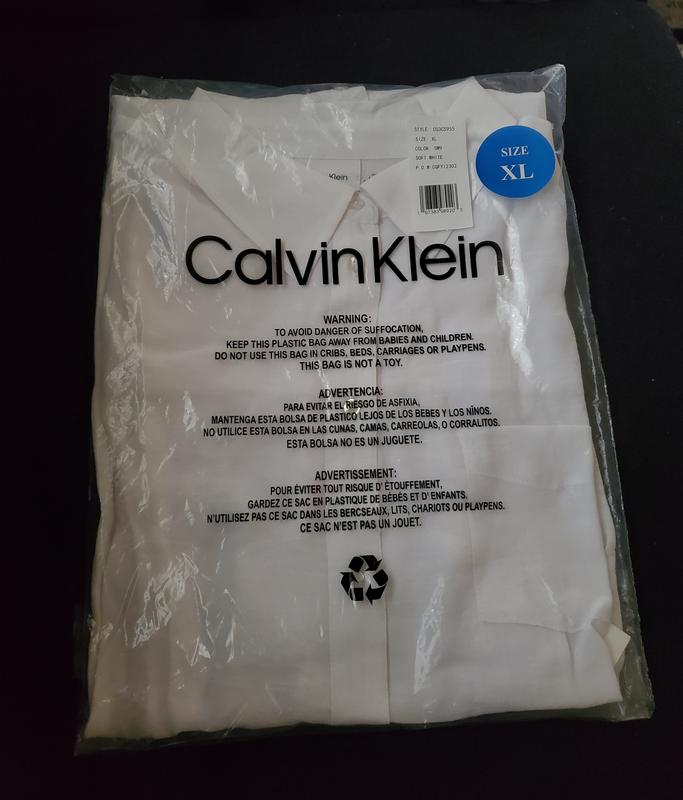 STYLE: CG3CS955
SIZE: XL
COLOR: SW9
SOFT WHITE
P.O.#:CGFY12302
SIZE
XL
Klein
Calvin Klein
WARNING:
TO AVOID DANGER OF SUFFOCATION,
KEEP THIS PLASTIC BAG AWAY FROM BABIES AND CHILDREN.
DO NOT USE THIS BAG IN CRIBS, BEDS, CARRIAGES OR PLAYPENS.
THIS BAG IS NOT A TOY.
ADVERTENCIA:
PARA EVITAR EL RIESGO DE ASFIXIA,
MANTENGA ESTA BOLSA DE PLASTICO LEJOS DE LOS BEBES Y LOS NIÑOS.
NO UTILICE ESTA BOLSA EN LAS CUNAS, CAMAS, CARREOLAS, O CORRALITOS.
ESTA BOLSA NO ES UN JUGUETE.
ADVERTISSEMENT:
POUR ÉVITER TOUT RISQUE D' ÉTOUFFEMENT,
GARDEZ CE SAC EN PLASTIQUE DE BÉBÉS ET D' ENFANTS.
N'UTILISEZ PAS CE SAC DANS LES BERCSEAUX, LITS, CHARIOTS OU PLAYPENS.
CE SAC N'EST PAS UN JOUET.